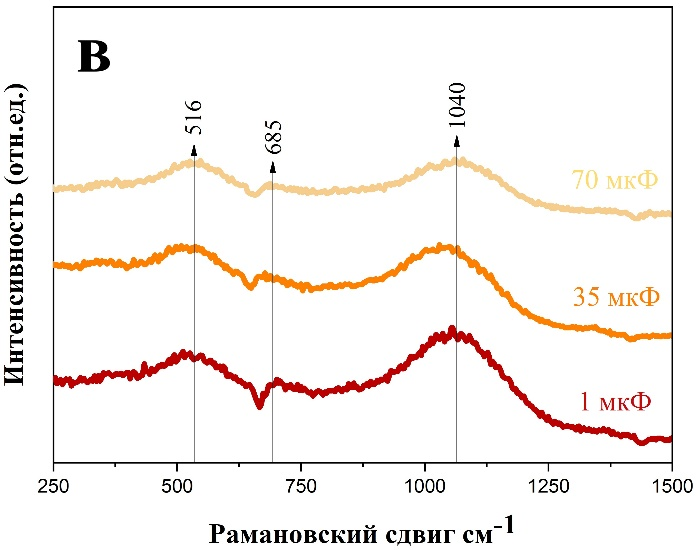 В
516
685
1040
70 мкФ
35 мкФ
1 мкФ
Интенсивность (отн.ед.)
250 500 750 1000 1250 1500
Рамановский сдвиг см-1